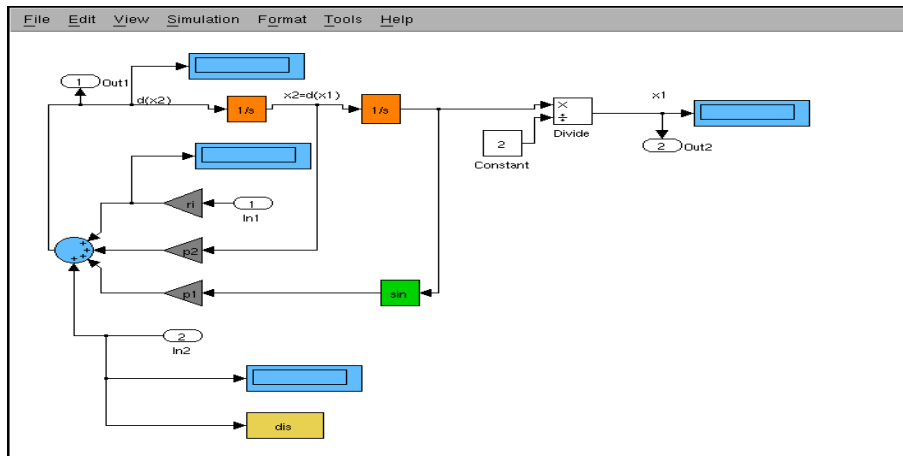 File Edit View Simulation Format Tools Help
1
Out1
d(x2)
1/s
x2=d(x1)
1/s
×
÷
Divide
x1
2
Constant
2
Out2
ri
1
In1
+
+
+
+
p2
p1
sin
2
In2
dis